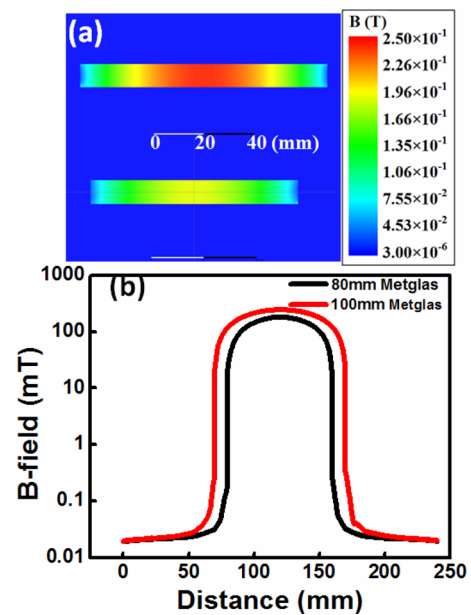 (a)
B (T)
2.50×10⁻¹
2.26×10⁻¹
1.96×10⁻¹
1.66×10⁻¹
1.35×10⁻¹
1.06×10⁻¹
7.55×10⁻²
4.53×10⁻²
3.00×10⁻⁶
0 20 40 (mm)
(b)
80mm Metglas
100mm Metglas
B-field (mT)
1000
100
10
1
0.1
0.01
0 50 100 150 200 250
Distance (mm)